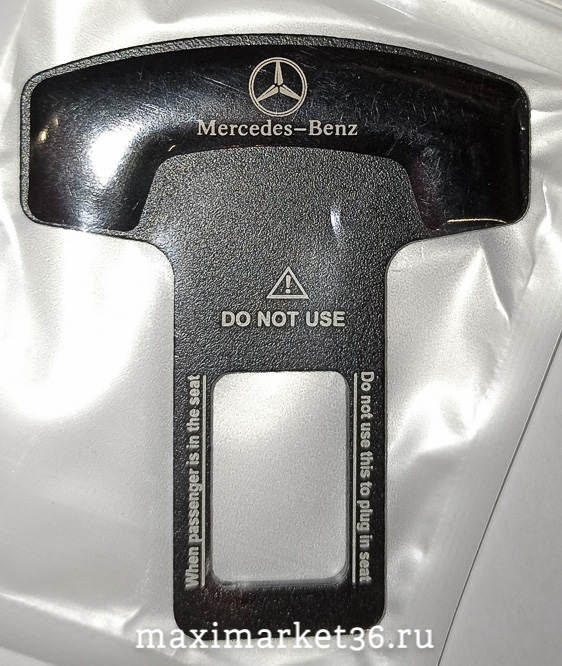 Mercedes-Benz
DO NOT USE
When passenger is in the seat
Do not use this to plug in seat
maximarket36.ru